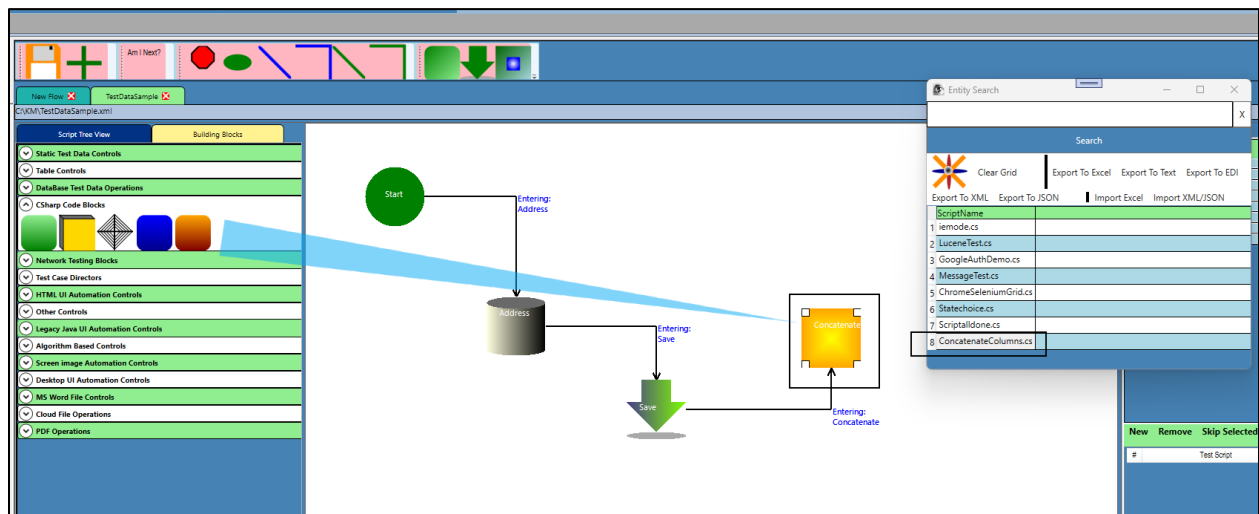 Am I Next?
New Flow
TestDataSample
C:\KM\TestDataSample.xml
Script Tree View
Building Blocks
Static Test Data Controls
Table Controls
DataBase Test Data Operations
CSharp Code Blocks
Network Testing Blocks
Test Case Directors
HTML UI Automation Controls
Other Controls
Legacy Java UI Automation Controls
Algorithm Based Controls
Screen image Automation Controls
Desktop UI Automation Controls
MS Word File Controls
Cloud File Operations
PDF Operations
Start
Entering:
Address
Address
Entering:
Save
Save
Concatenate
Entering:
Concatenate
Entity Search
X
Search
Clear Grid
Export To Excel
Export To Text
Export To EDI
Export To XML
Export To JSON
Import Excel
Import XML/JSON
ScriptName
1 iemode.cs
2 LuceneTest.cs
3 GoogleAuthDemo.cs
4 MessageTest.cs
5 ChromeSeleniumGrid.cs
6 Statechoice.cs
7 Scriptalldone.cs
8 ConcatenateColumns.cs
New Remove Skip Selected
# Test Script